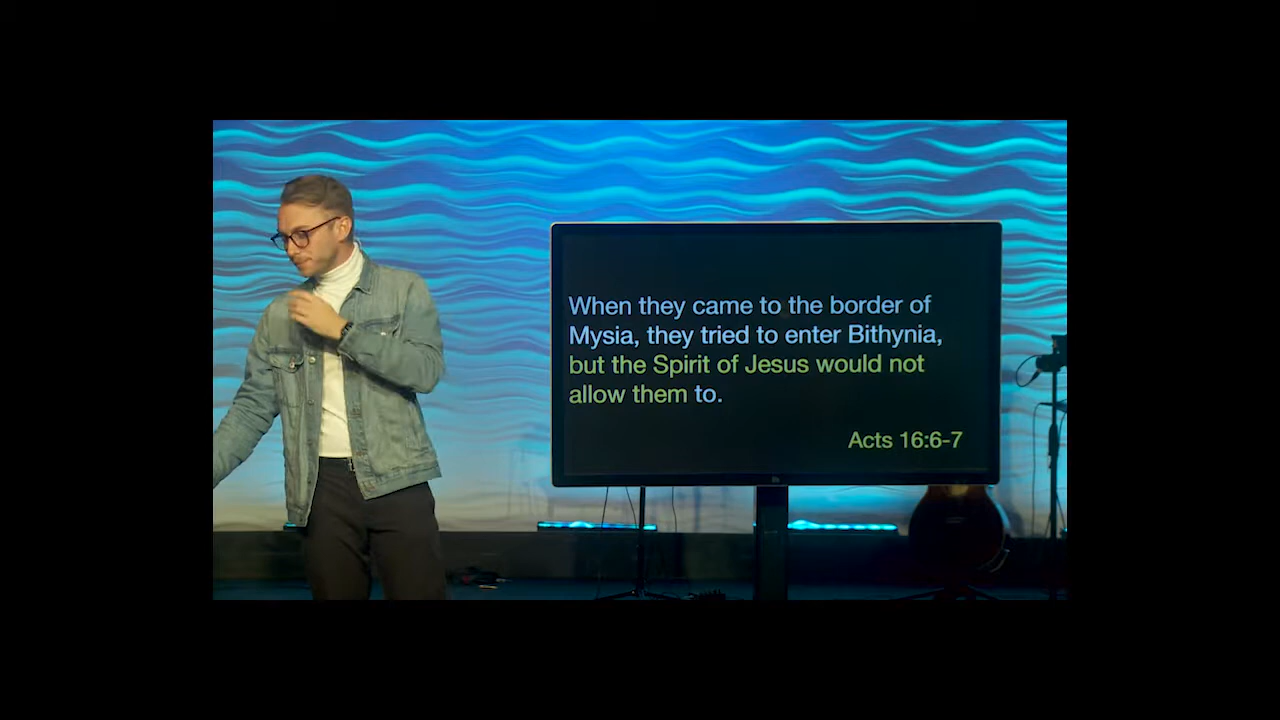 When they came to the border of
Mysia, they tried to enter Bithynia,
but the Spirit of Jesus would not
allow them to.
Acts 16:6-7